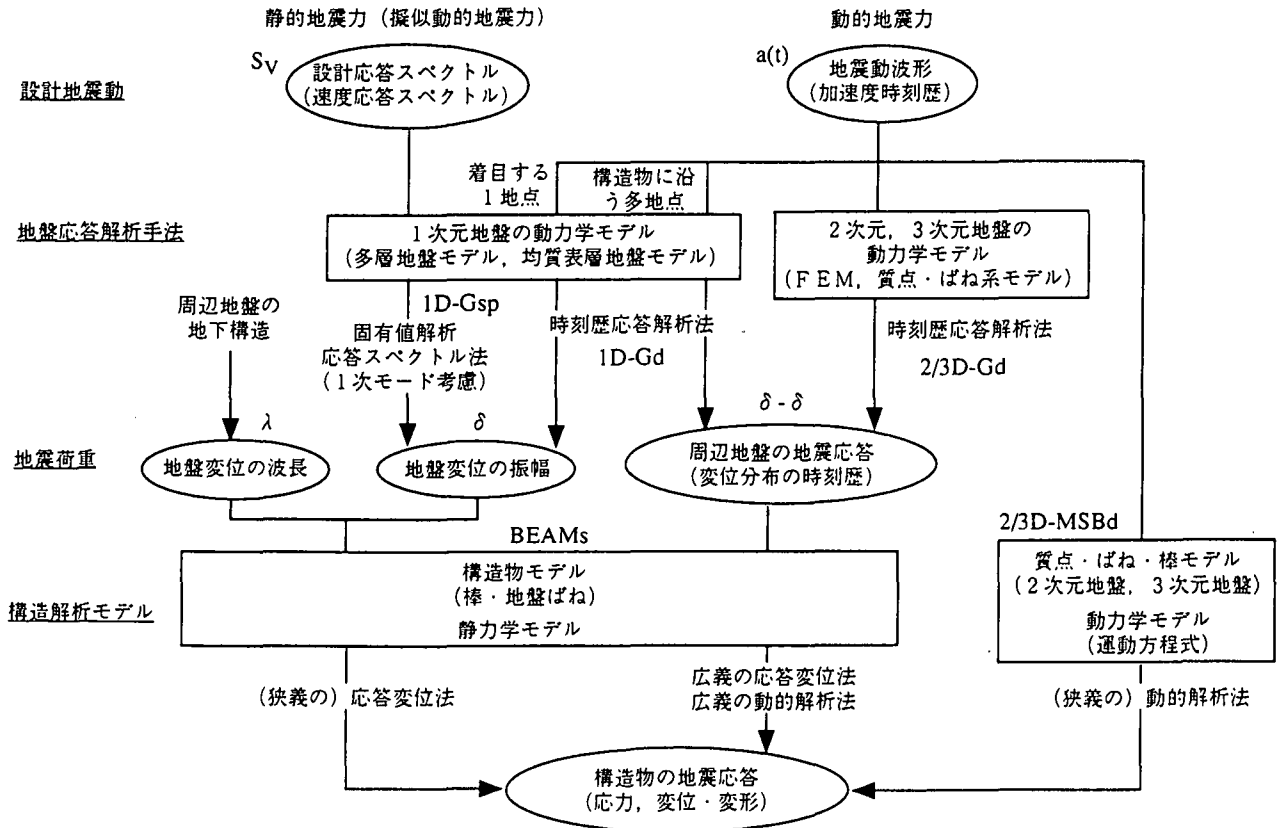 静的地震力（擬似動的地震力）
動的地震力
設計地震動
SV
設計応答スペクトル
(速度応答スペクトル)
a(t)
地震動波形
(加速度時刻歴)
着目する
1地点
構造物に沿
う多地点
地盤応答解析手法
1次元地盤の動力学モデル
(多層地盤モデル，均質表層地盤モデル)
2次元，3次元地盤の
動力学モデル
(FEM，質点・ばね系モデル)
周辺地盤の
地下構造
1D-Gsp
固有値解析
応答スペクトル法
(1次モード考慮)
時刻歴応答解析法
1D-Gd
時刻歴応答解析法
2/3D-Gd
地震荷重
λ
地盤変位の波長
δ
地盤変位の振幅
δ - δ
周辺地盤の地震応答
(変位分布の時刻歴)
構造解析モデル
BEAMs
構造物モデル
(棒・地盤ばね)
静力学モデル
2/3D-MSBd
質点・ばね・棒モデル
(2次元地盤，3次元地盤)
動力学モデル
(運動方程式)
(狭義の) 応答変位法
広義の応答変位法
広義の動的解析法
(狭義の) 動的解析法
構造物の地震応答
(応力，変位・変形)